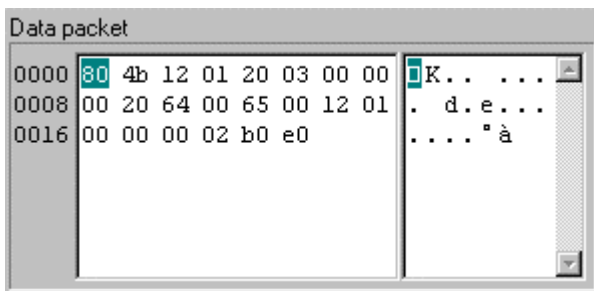 Data packet
0000 80 4b 12 01 20 03 00 00 □K.. ...
0008 00 20 64 00 65 00 12 01 . d.e...
0016 00 00 00 02 b0 e0 ....°à